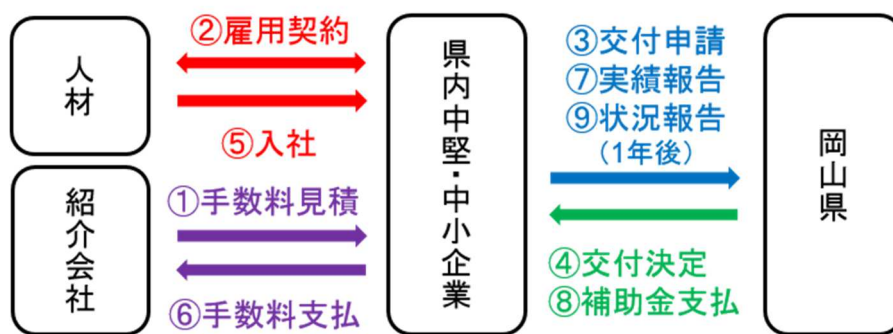 人材
②雇用契約
⑤入社
紹介会社
①手数料見積
⑥手数料支払
県内中堅・中小企業
③交付申請
⑦実績報告
⑨状況報告
(1年後)
④交付決定
⑧補助金支払
岡山県